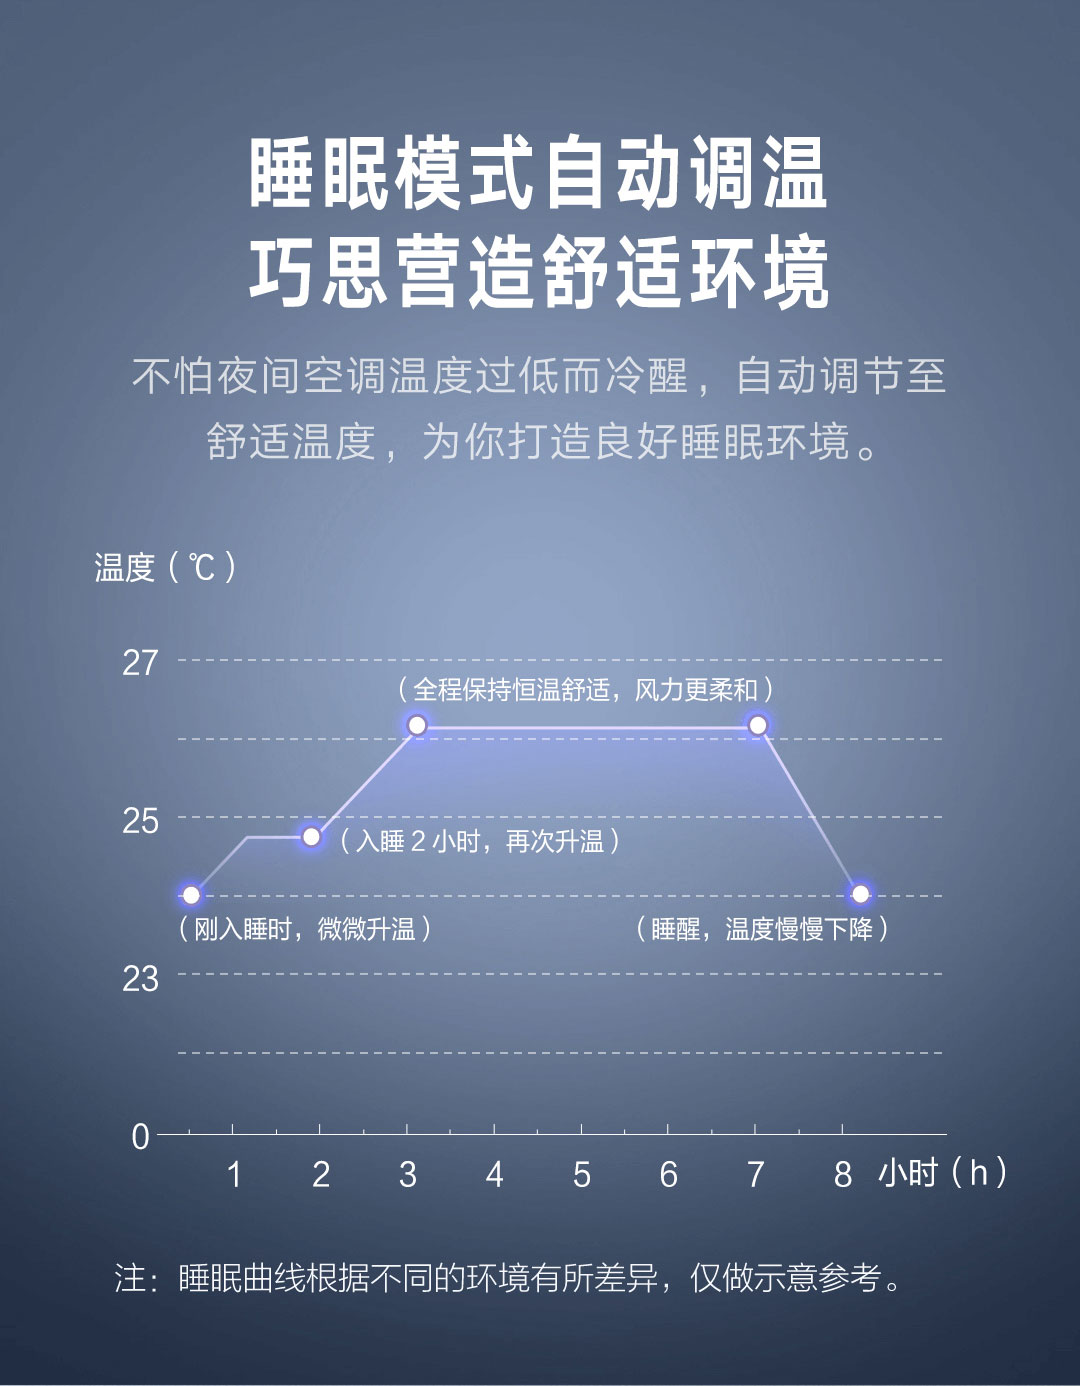 睡眠模式自动调温
巧思营造舒适环境
不怕夜间空调温度过低而冷醒，自动调节至
舒适温度，为你打造良好睡眠环境。
温度（℃）
27
（全程保持恒温舒适，风力更柔和）
25
（入睡2小时，再次升温）
（刚入睡时，微微升温）
（睡醒，温度慢慢下降）
23
0
1 2 3 4 5 6 7 8 小时（h）
注：睡眠曲线根据不同的环境有所差异，仅做示意参考。